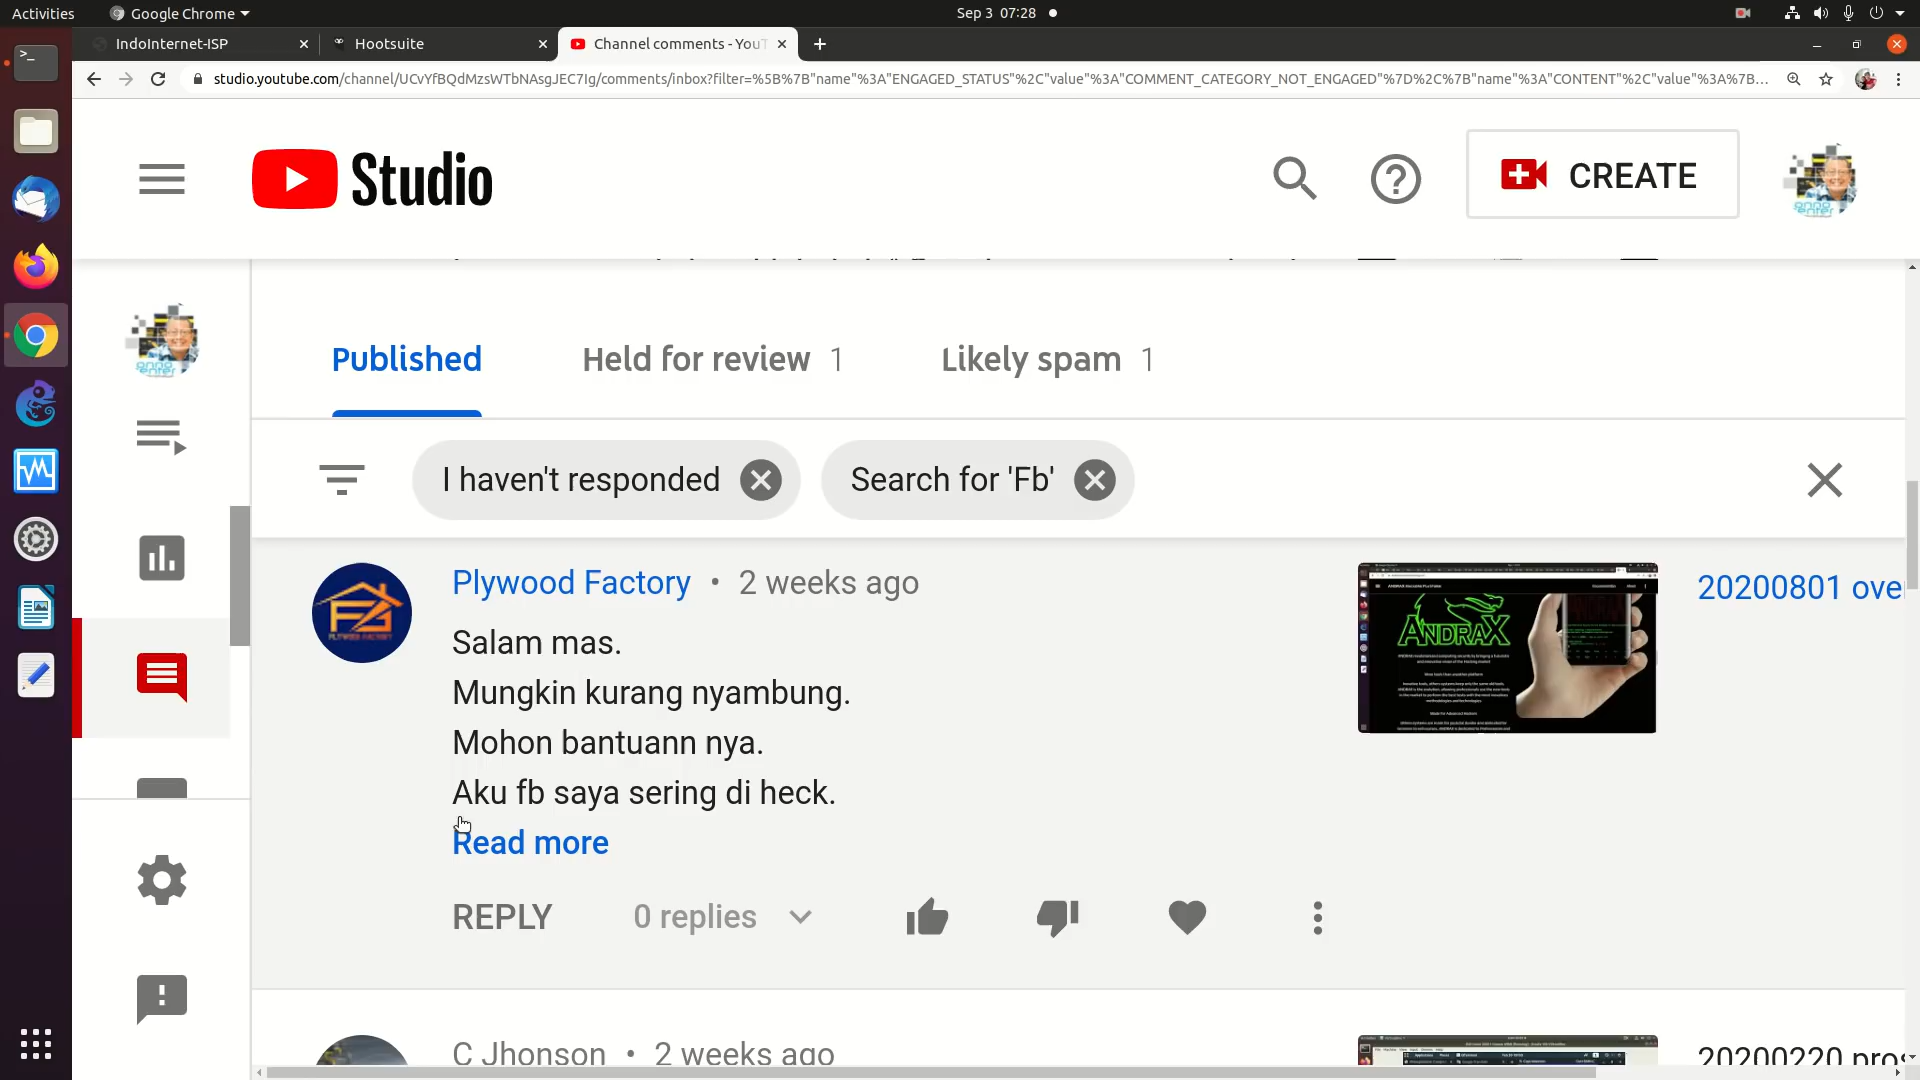 Activities Google Chrome Sep 3 07:28
IndoInternet-ISP Hootsuite Channel comments - YouT
studio.youtube.com/channel/UCvYfBQdMzsWTbNAsgJEC7Ig/comments/inbox?filter=%5B%7B"name"%3A"ENGAGED_STATUS"%2C"value"%3A"COMMENT_CATEGORY_NOT_ENGAGED"%7D%2C%7B"name"%3A"CONTENT"%2C"value"%3A%7B...
Studio CREATE
Published Held for review 1 Likely spam 1
I haven't responded Search for 'Fb'
Plywood Factory • 2 weeks ago
20200801 ove
Salam mas.
Mungkin kurang nyambung.
Mohon bantuann nya.
Aku fb saya sering di heck.
Read more
ANDRAX
REPLY 0 replies
C Jhonson • 2 weeks ago
20200220 pros